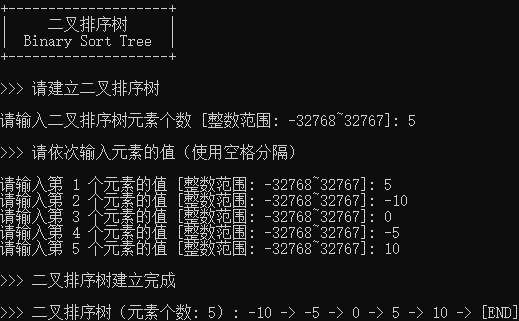 二叉排序树
Binary Sort Tree
>>> 请建立二叉排序树
请输入二叉排序树元素个数 [整数范围: -32768~32767]: 5
>>> 请依次输入元素的值（使用空格分隔）
请输入第 1 个元素的值 [整数范围: -32768~32767]: 5
请输入第 2 个元素的值 [整数范围: -32768~32767]: -10
请输入第 3 个元素的值 [整数范围: -32768~32767]: 0
请输入第 4 个元素的值 [整数范围: -32768~32767]: -5
请输入第 5 个元素的值 [整数范围: -32768~32767]: 10
>>> 二叉排序树建立完成
>>> 二叉排序树（元素个数: 5）: -10 -> -5 -> 0 -> 5 -> 10 -> [END]